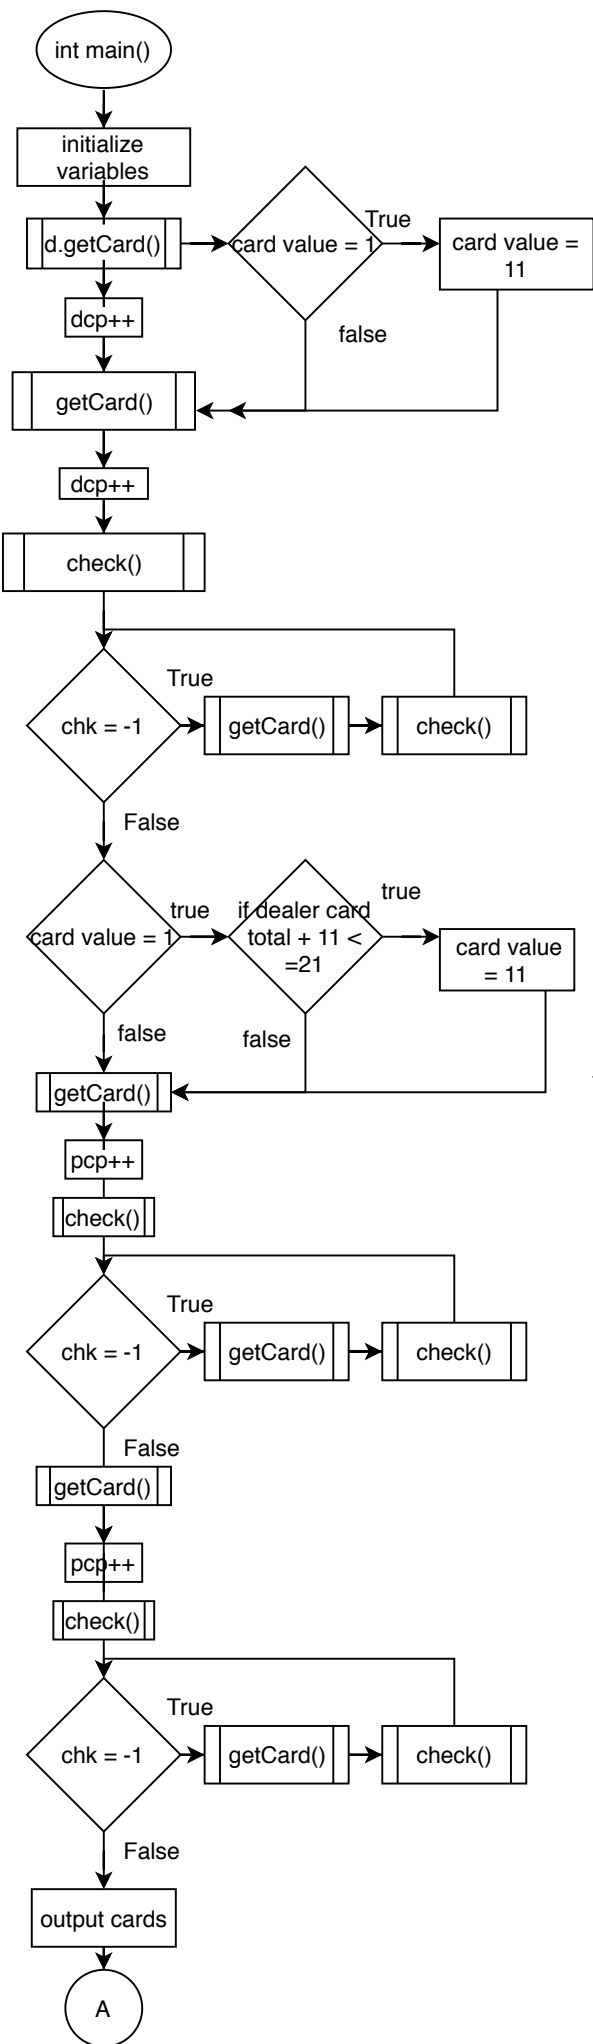 int main()
initialize
variables
d.getCard()
card value = 1
True
card value =
11
false
dcp++
getCard()
dcp++
check()
True
chk = -1
getCard()
check()
False
card value = 1
true
if dealer card
total + 11 <
=21
true
card value
= 11
false
false
getCard()
pcp++
check()
True
chk = -1
getCard()
check()
False
getCard()
pcp++
check()
True
chk = -1
getCard()
check()
False
output cards
A